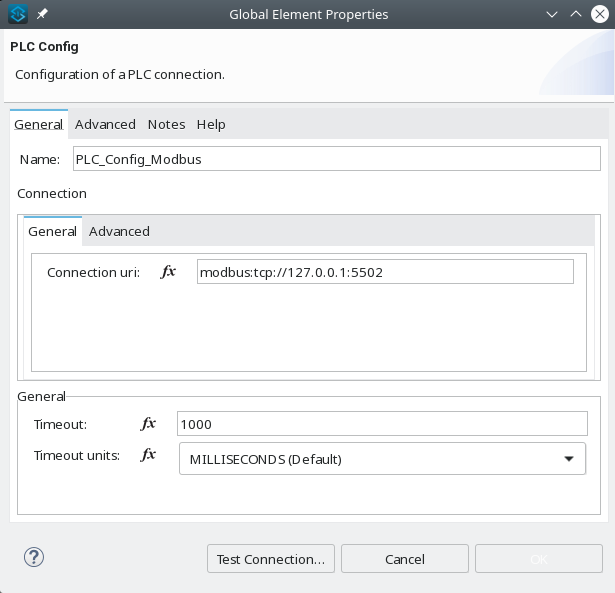 Global Element Properties
PLC Config
Configuration of a PLC connection.
General Advanced Notes Help
Name: PLC_Config_Modbus
Connection
General Advanced
Connection uri: fx modbus:tcp://127.0.0.1:5502
General
Timeout: fx 1000
Timeout units: fx MILLISECONDS (Default)
? Test Connection... Cancel OK